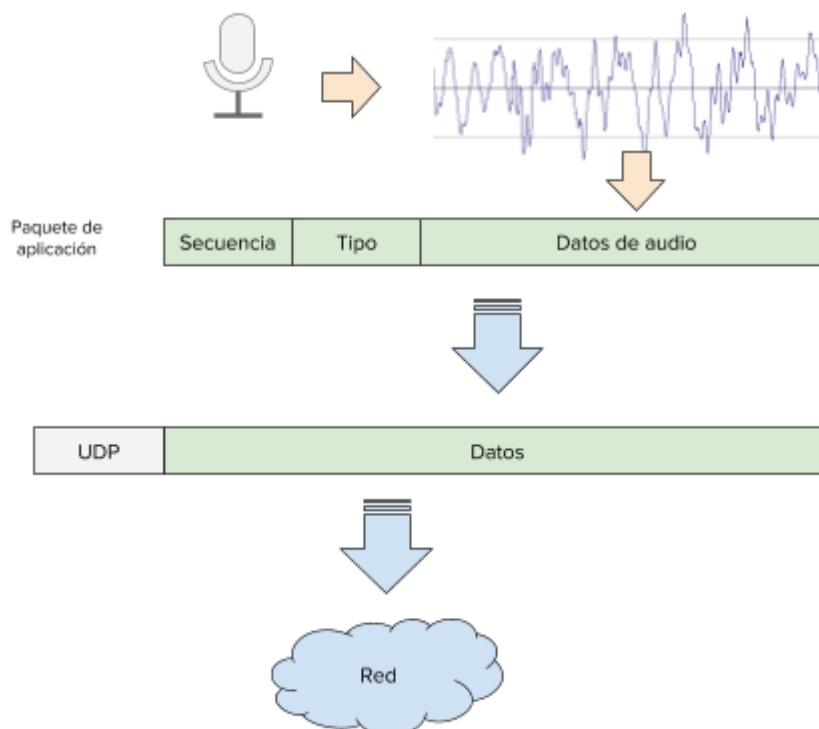 Paquete de
aplicación
Secuencia
Tipo
Datos de audio
UDP
Datos
Red